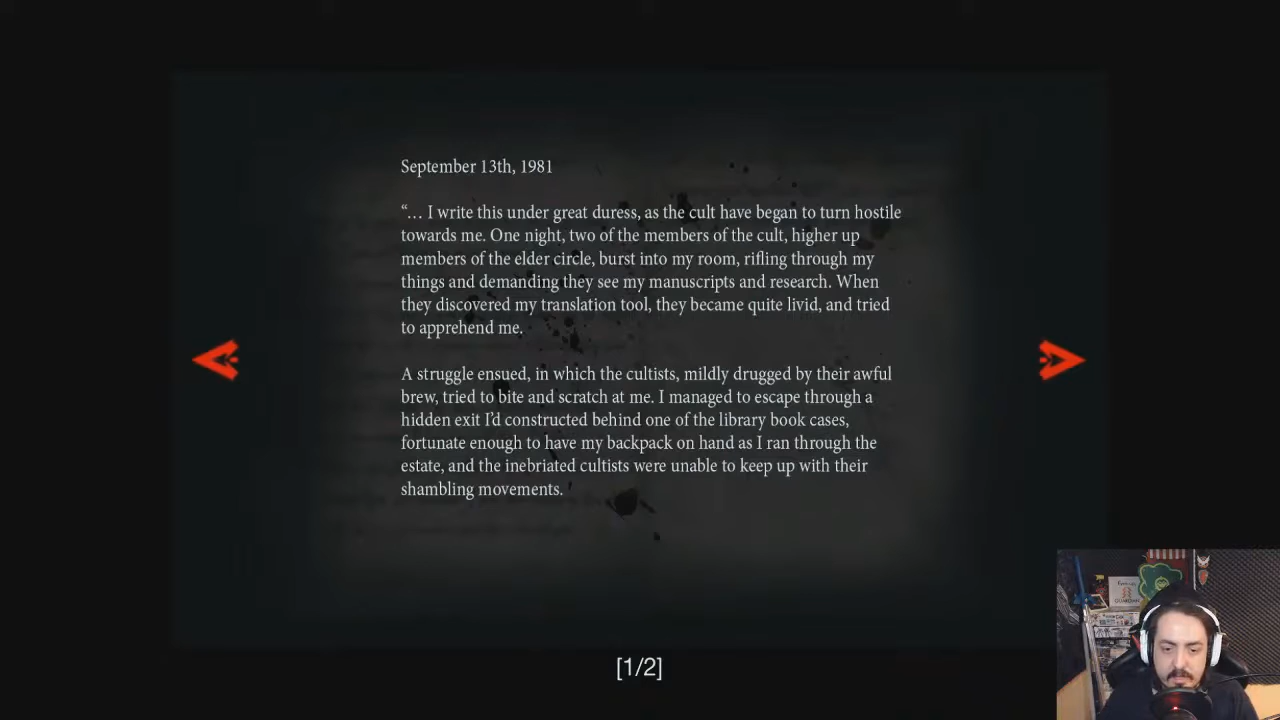 September 13th, 1981
“… I write this under great duress, as the cult have began to turn hostile
towards me. One night, two of the members of the cult, higher up
members of the elder circle, burst into my room, rifling through my
things and demanding they see my manuscripts and research. When
they discovered my translation tool, they became quite livid, and tried
to apprehend me.
A struggle ensued, in which the cultists, mildly drugged by their awful
brew, tried to bite and scratch at me. I managed to escape through a
hidden exit I'd constructed behind one of the library book cases,
fortunate enough to have my backpack on hand as I ran through the
estate, and the inebriated cultists were unable to keep up with their
shambling movements.
[1/2]